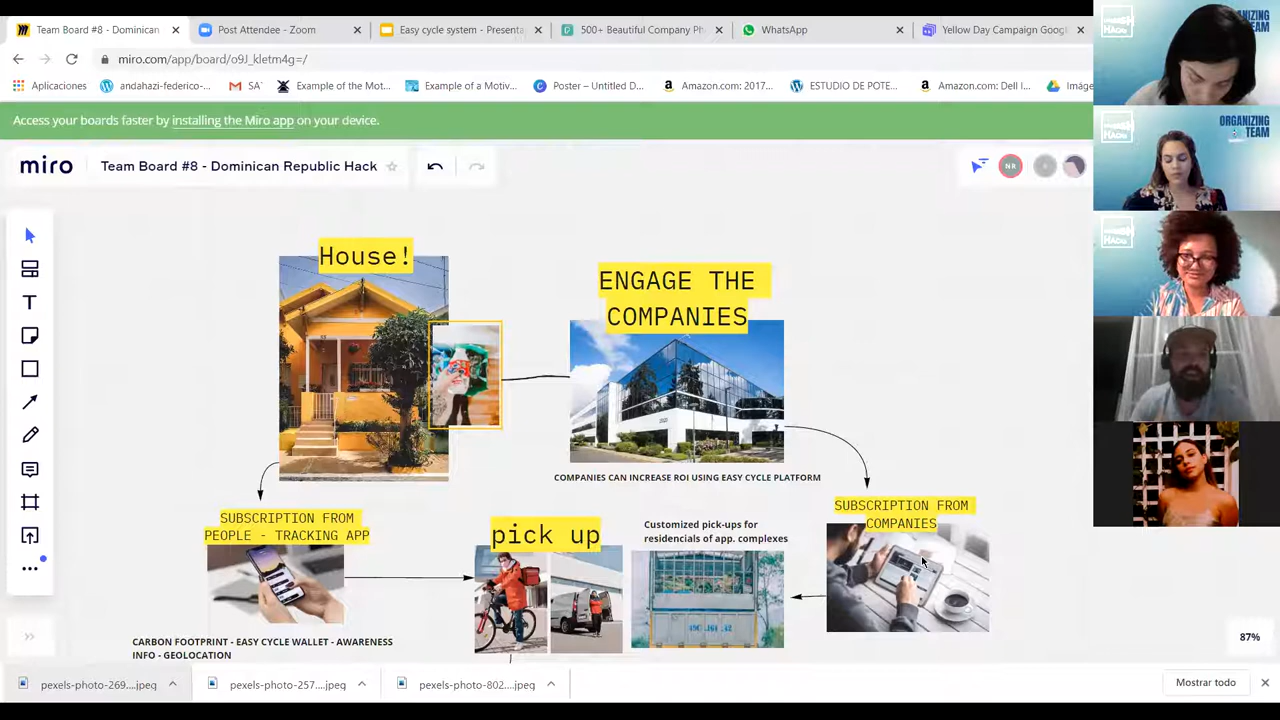 Team Board #8 - Dominican
Post Attendee - Zoom
Easy cycle system - Presenta
500+ Beautiful Company Ph
WhatsApp
Yellow Day Campaign Goog
miro.com/app/board/o9J_kletm4g=/
Aplicaciones
andahazi-federico-...
SA
Example of the Mot...
Example of a Motiv...
Poster – Untitled D...
Amazon.com: 2017...
ESTUDIO DE POTE...
Amazon.com: Dell I...
Image
Access your boards faster by installing the Miro app on your device.
miro
Team Board #8 - Dominican Republic Hack
NR
ORGANIZING
TEAM
ORGANIZING
TEAM
House!
ENGAGE THE
COMPANIES
COMPANIES CAN INCREASE ROI USING EASY CYCLE PLATFORM
SUBSCRIPTION FROM
COMPANIES
SUBSCRIPTION FROM
PEOPLE - TRACKING APP
pick up
Customized pick-ups for
residencials of app. complexes
CARBON FOOTPRINT - EASY CYCLE WALLET - AWARENESS
INFO - GEOLOCATION
87%
pexels-photo-269....jpeg
pexels-photo-257....jpeg
pexels-photo-802....jpeg
Mostrar todo